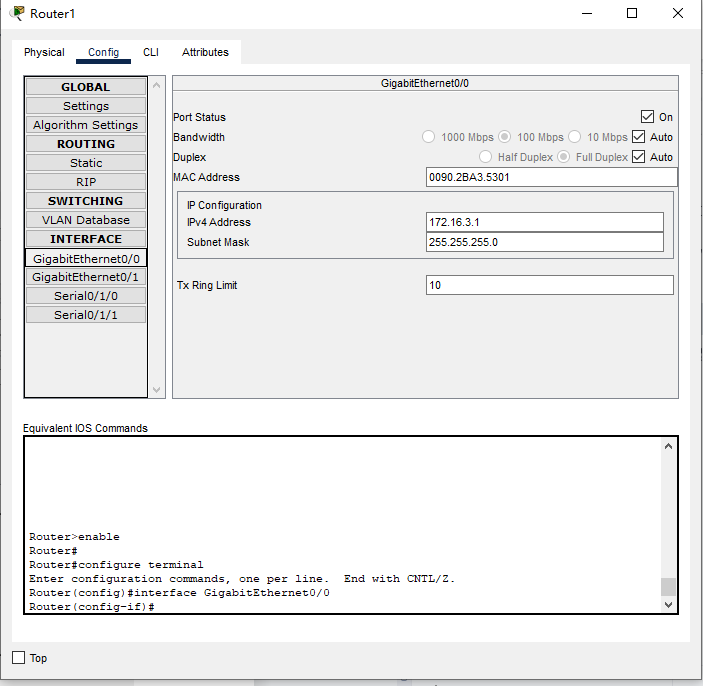 Router1
Physical Config CLI Attributes
GLOBAL
Settings
Algorithm Settings
ROUTING
Static
RIP
SWITCHING
VLAN Database
INTERFACE
GigabitEthernet0/0
GigabitEthernet0/1
Serial0/1/0
Serial0/1/1
GigabitEthernet0/0
Port Status On
Bandwidth 1000 Mbps 100 Mbps 10 Mbps Auto
Duplex Half Duplex Full Duplex Auto
MAC Address 0090.2BA3.5301
IP Configuration
IPv4 Address 172.16.3.1
Subnet Mask 255.255.255.0
Tx Ring Limit 10
Equivalent IOS Commands
Router>enable
Router#
Router#configure terminal
Enter configuration commands, one per line. End with CNTL/Z.
Router(config)#interface GigabitEthernet0/0
Router(config-if)#
Top